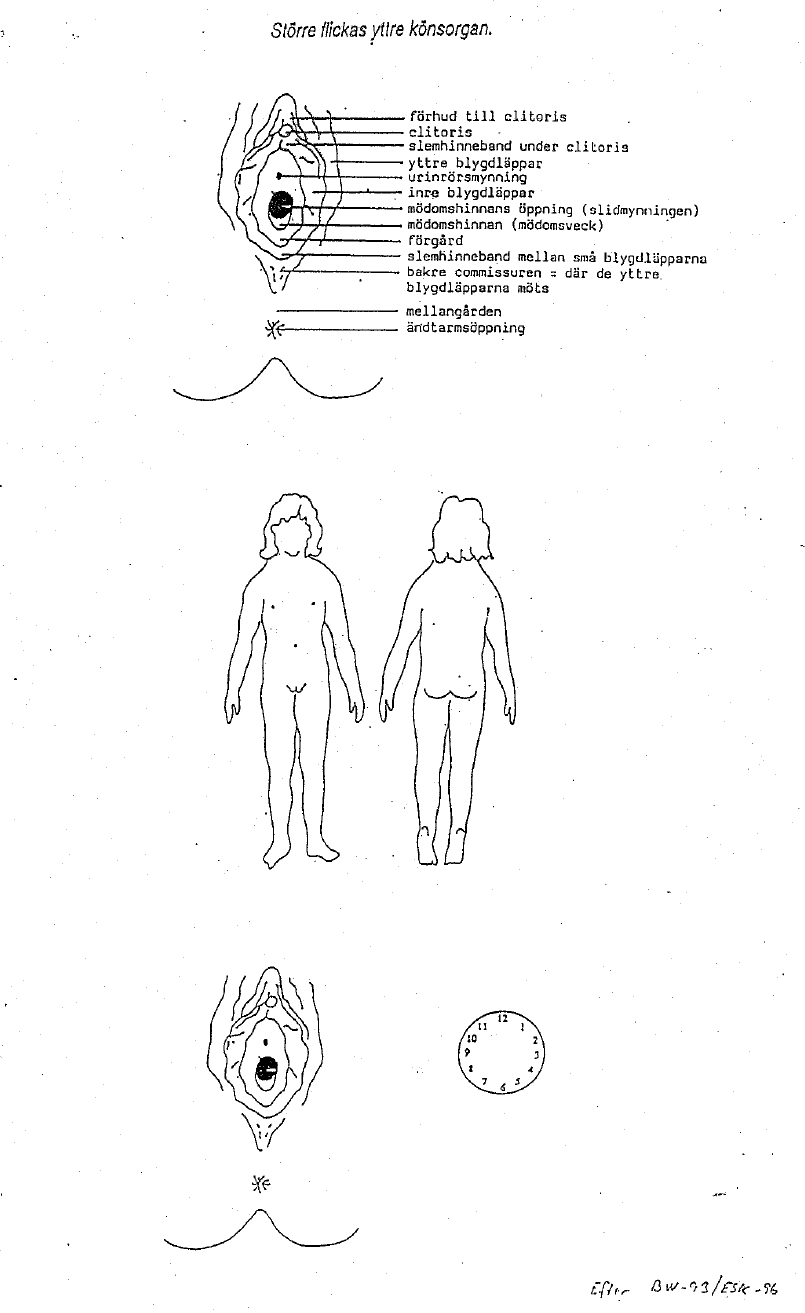 Större flickas yttre könsorgan.
förhud till clitoris
clitoris
slemhinneband under clitoris
yttre blygdläppar
urinrörsmynning
inre blygdläppar
mödomshinnans öppning (slidmynningen)
mödomshinnan (mödomsveck)
förgård
slemhinneband mellan små blygdläpparna
bakre commissuren = där de yttre
blygdläpparna möts
mellangården
ändtarmsöppning
12
11 1
10 2
9 3
8 4
7 5
6
Efter BW-93/ESK-96